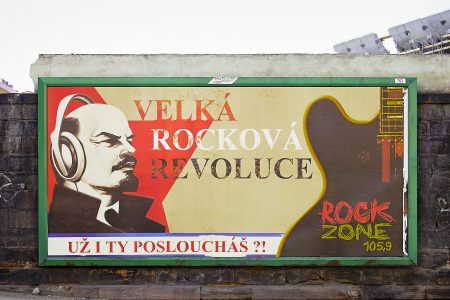 VELKÁ
ROCKOVÁ
REVOLUCE
ROCK
ZONE
105,9
UŽ I TY POSLOUCHÁŠ ?!